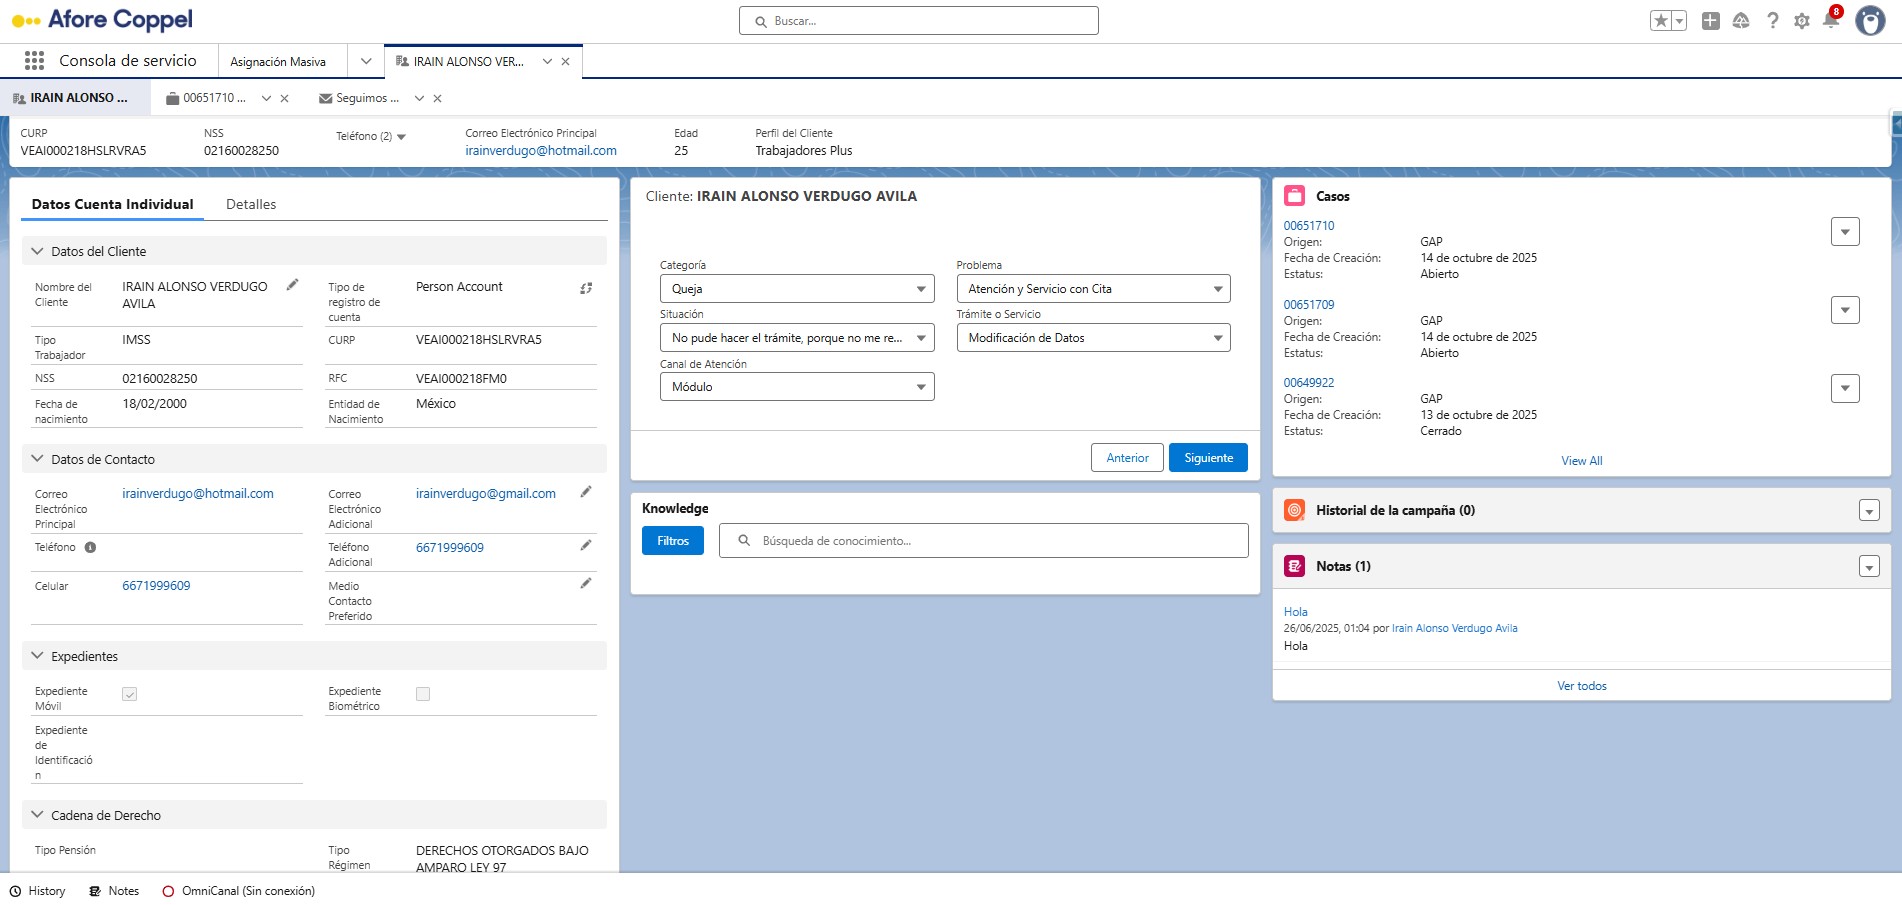 Afore Coppel
Buscar...
8
Consola de servicio
Asignación Masiva
IRAIN ALONSO VER...
IRAIN ALONSO ...
00651710 ...
Seguimos ...
CURP
VEAI000218HSLRVRA5
NSS
02160028250
Teléfono (2)
Correo Electrónico Principal
irainverdugo@hotmail.com
Edad
25
Perfil del Cliente
Trabajadores Plus
Datos Cuenta Individual
Detalles
Datos del Cliente
Nombre del
Cliente
IRAIN ALONSO VERDUGO
AVILA
Tipo de
registro de
cuenta
Person Account
Tipo
Trabajador
IMSS
CURP
VEAI000218HSLRVRA5
NSS
02160028250
RFC
VEAI000218FM0
Fecha de
nacimiento
18/02/2000
Entidad de
Nacimiento
México
Datos de Contacto
Correo
Electrónico
Principal
irainverdugo@hotmail.com
Correo
Electrónico
Adicional
irainverdugo@gmail.com
Teléfono
Teléfono
Adicional
6671999609
Celular
6671999609
Medio
Contacto
Preferido
Expedientes
Expediente
Móvil
Expediente
Biométrico
Expediente
de
Identificació
n
Cadena de Derecho
Tipo Pensión
Tipo
Régimen
DERECHOS OTORGADOS BAJO
AMPARO LEY 97
Cliente: IRAIN ALONSO VERDUGO AVILA
Categoría
Queja
Problema
Atención y Servicio con Cita
Situación
No pude hacer el trámite, porque no me re...
Trámite o Servicio
Modificación de Datos
Canal de Atención
Módulo
Anterior
Siguiente
Knowledge
Filtros
Búsqueda de conocimiento...
Casos
00651710
Origen:
GAP
Fecha de Creación:
14 de octubre de 2025
Estatus:
Abierto
00651709
Origen:
GAP
Fecha de Creación:
14 de octubre de 2025
Estatus:
Abierto
00649922
Origen:
GAP
Fecha de Creación:
13 de octubre de 2025
Estatus:
Cerrado
View All
Historial de la campaña (0)
Notas (1)
Hola
26/06/2025, 01:04 por Irain Alonso Verdugo Avila
Hola
Ver todos
History
Notes
OmniCanal (Sin conexión)